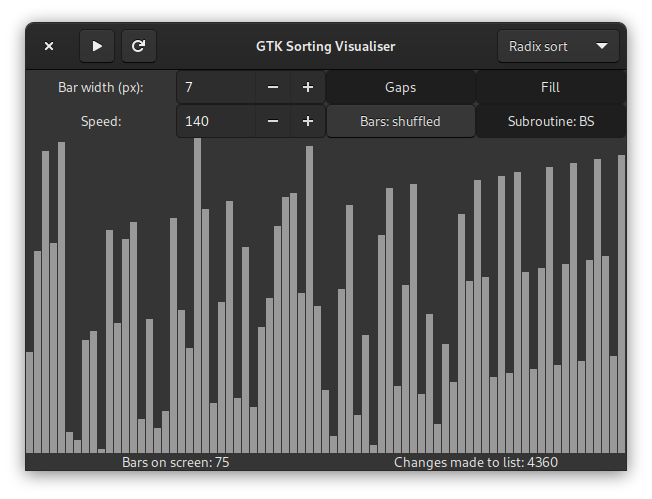 GTK Sorting Visualiser
Radix sort
Bar width (px):
7
Gaps
Fill
Speed:
140
Bars: shuffled
Subroutine: BS
Bars on screen: 75
Changes made to list: 4360